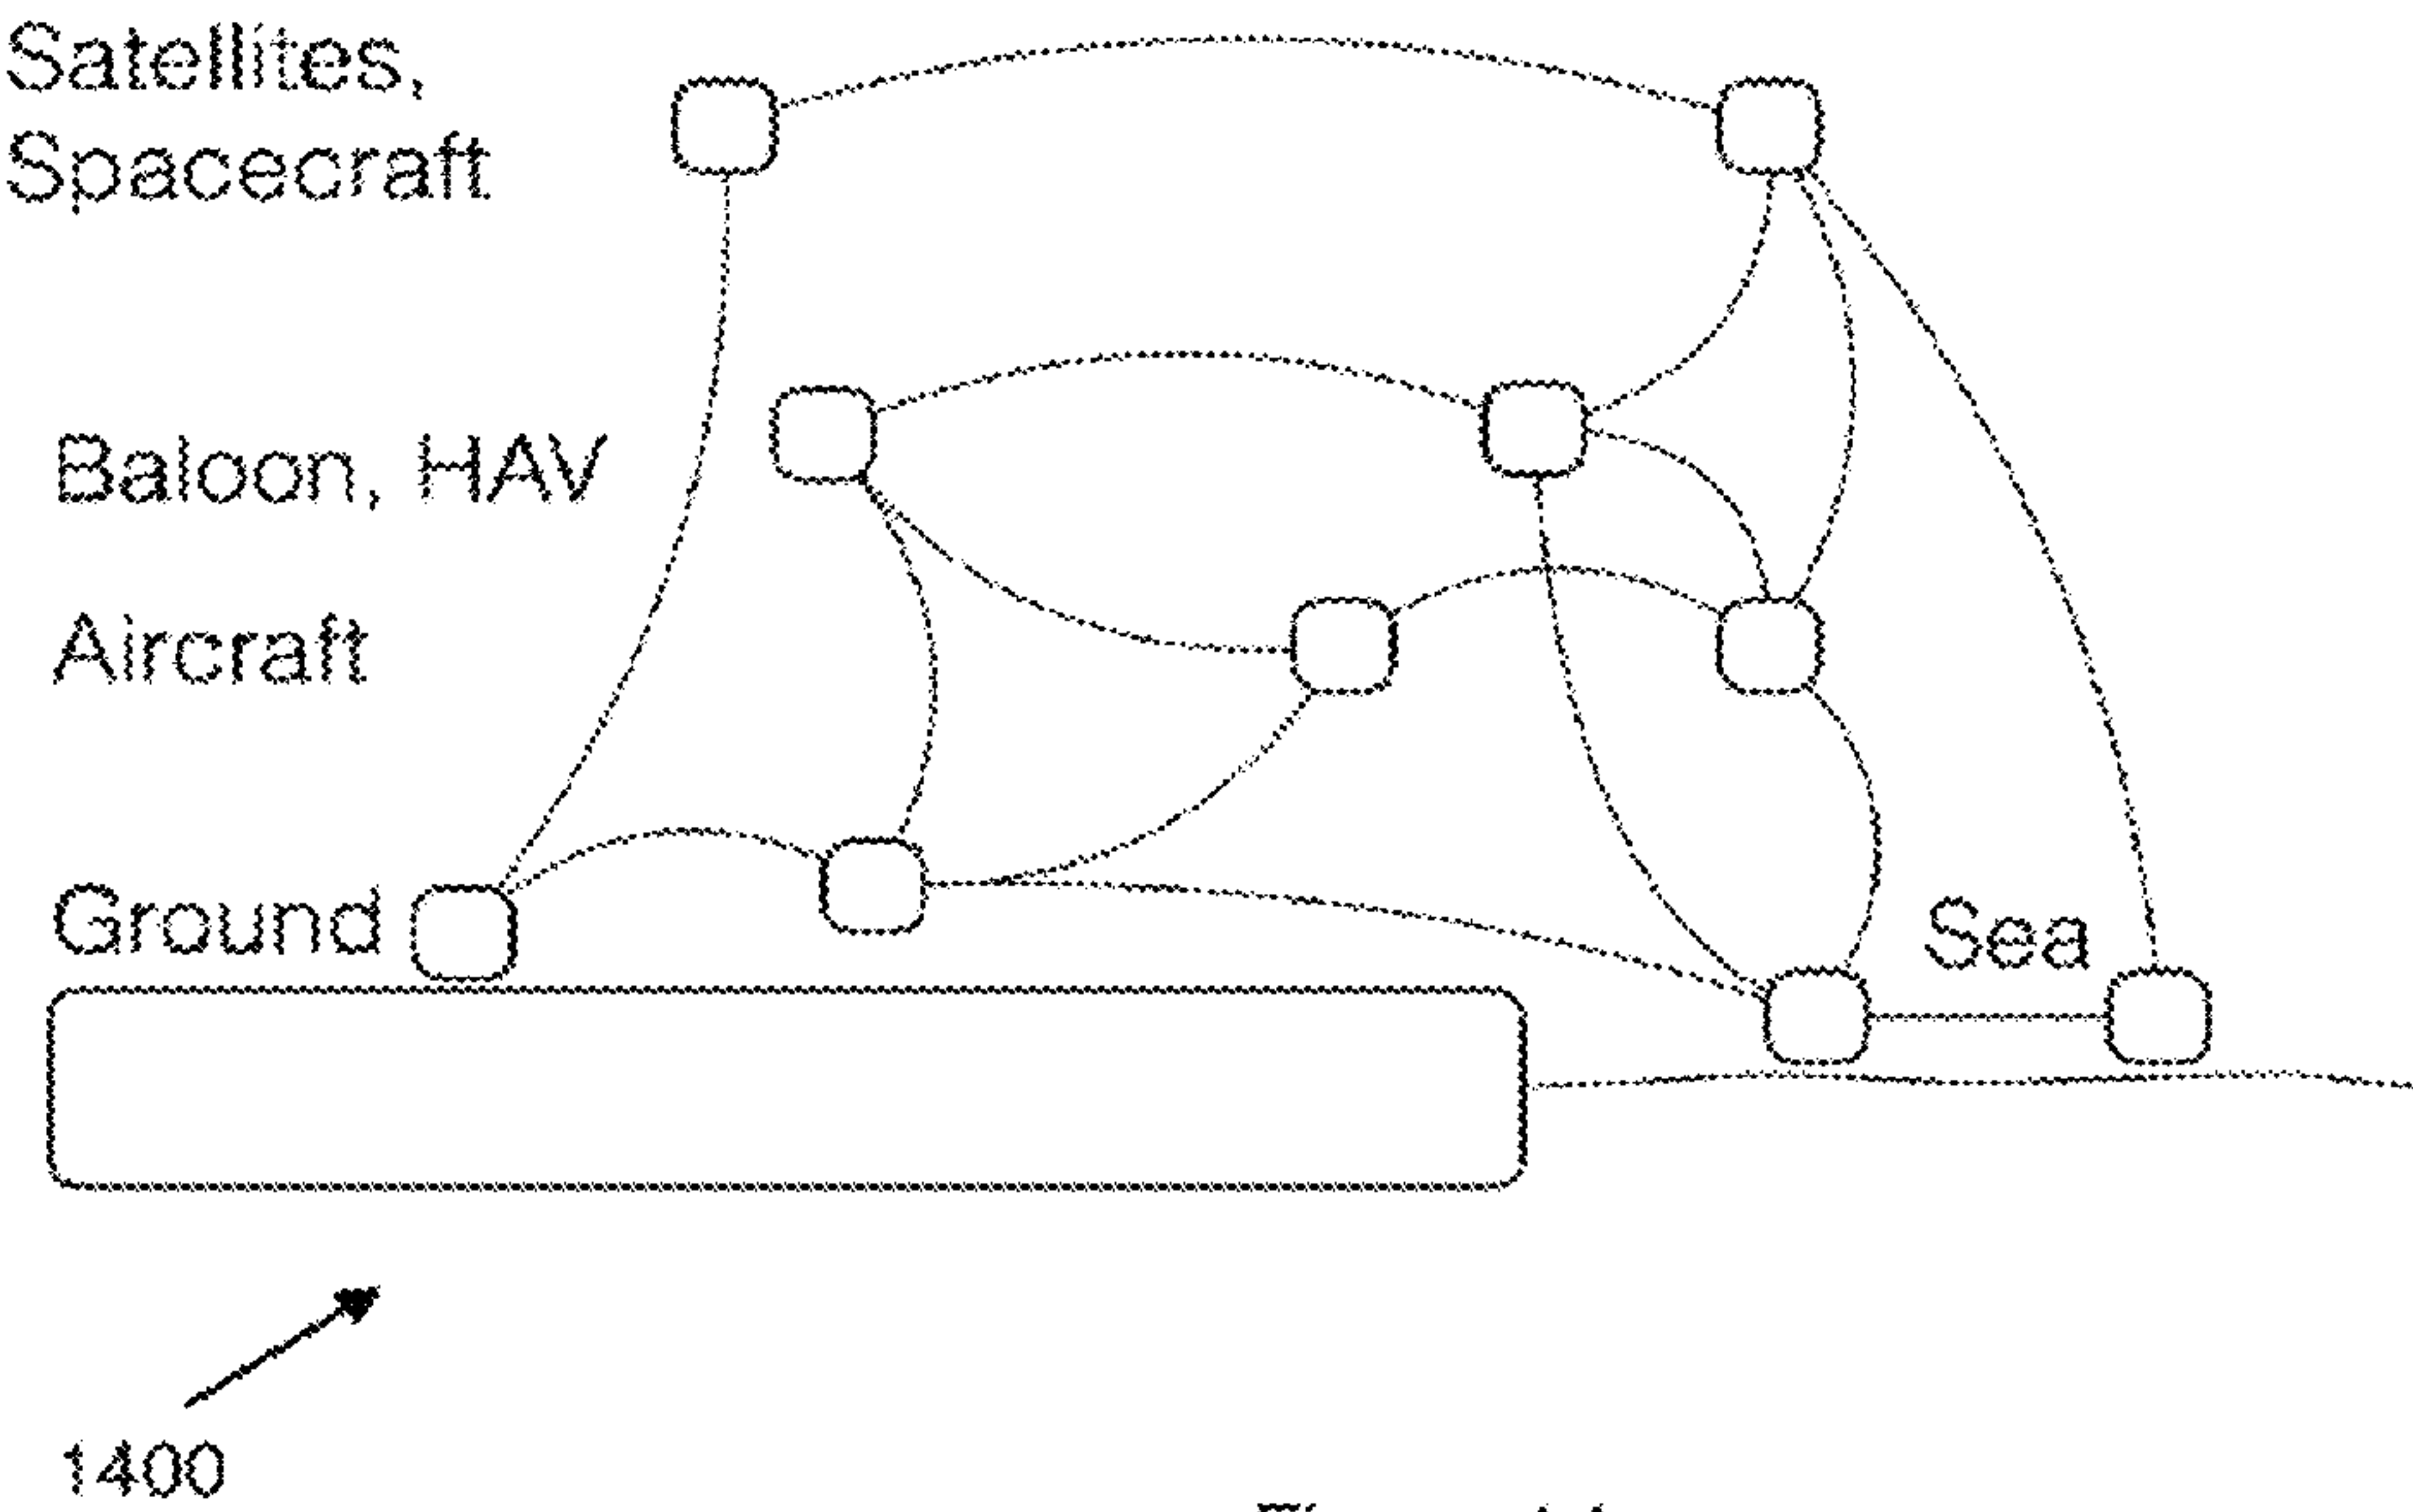 Satellites,
Spacecraft
Baloon, HAV
Aircraft
Ground
Sea
1400